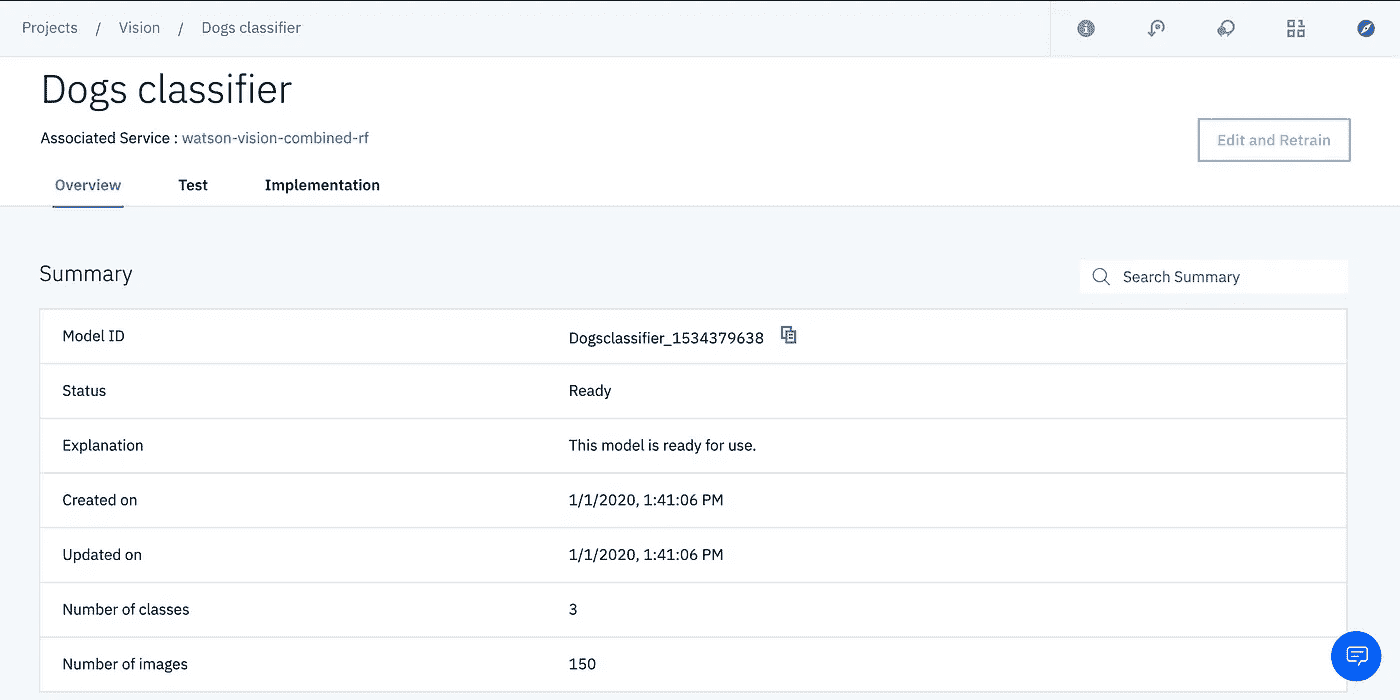 Projects / Vision / Dogs classifier
Dogs classifier
Associated Service : watson-vision-combined-rf
Edit and Retrain
Overview Test Implementation
Summary
Search Summary
Model ID Dogsclassifier_1534379638
Status Ready
Explanation This model is ready for use.
Created on 1/1/2020, 1:41:06 PM
Updated on 1/1/2020, 1:41:06 PM
Number of classes 3
Number of images 150